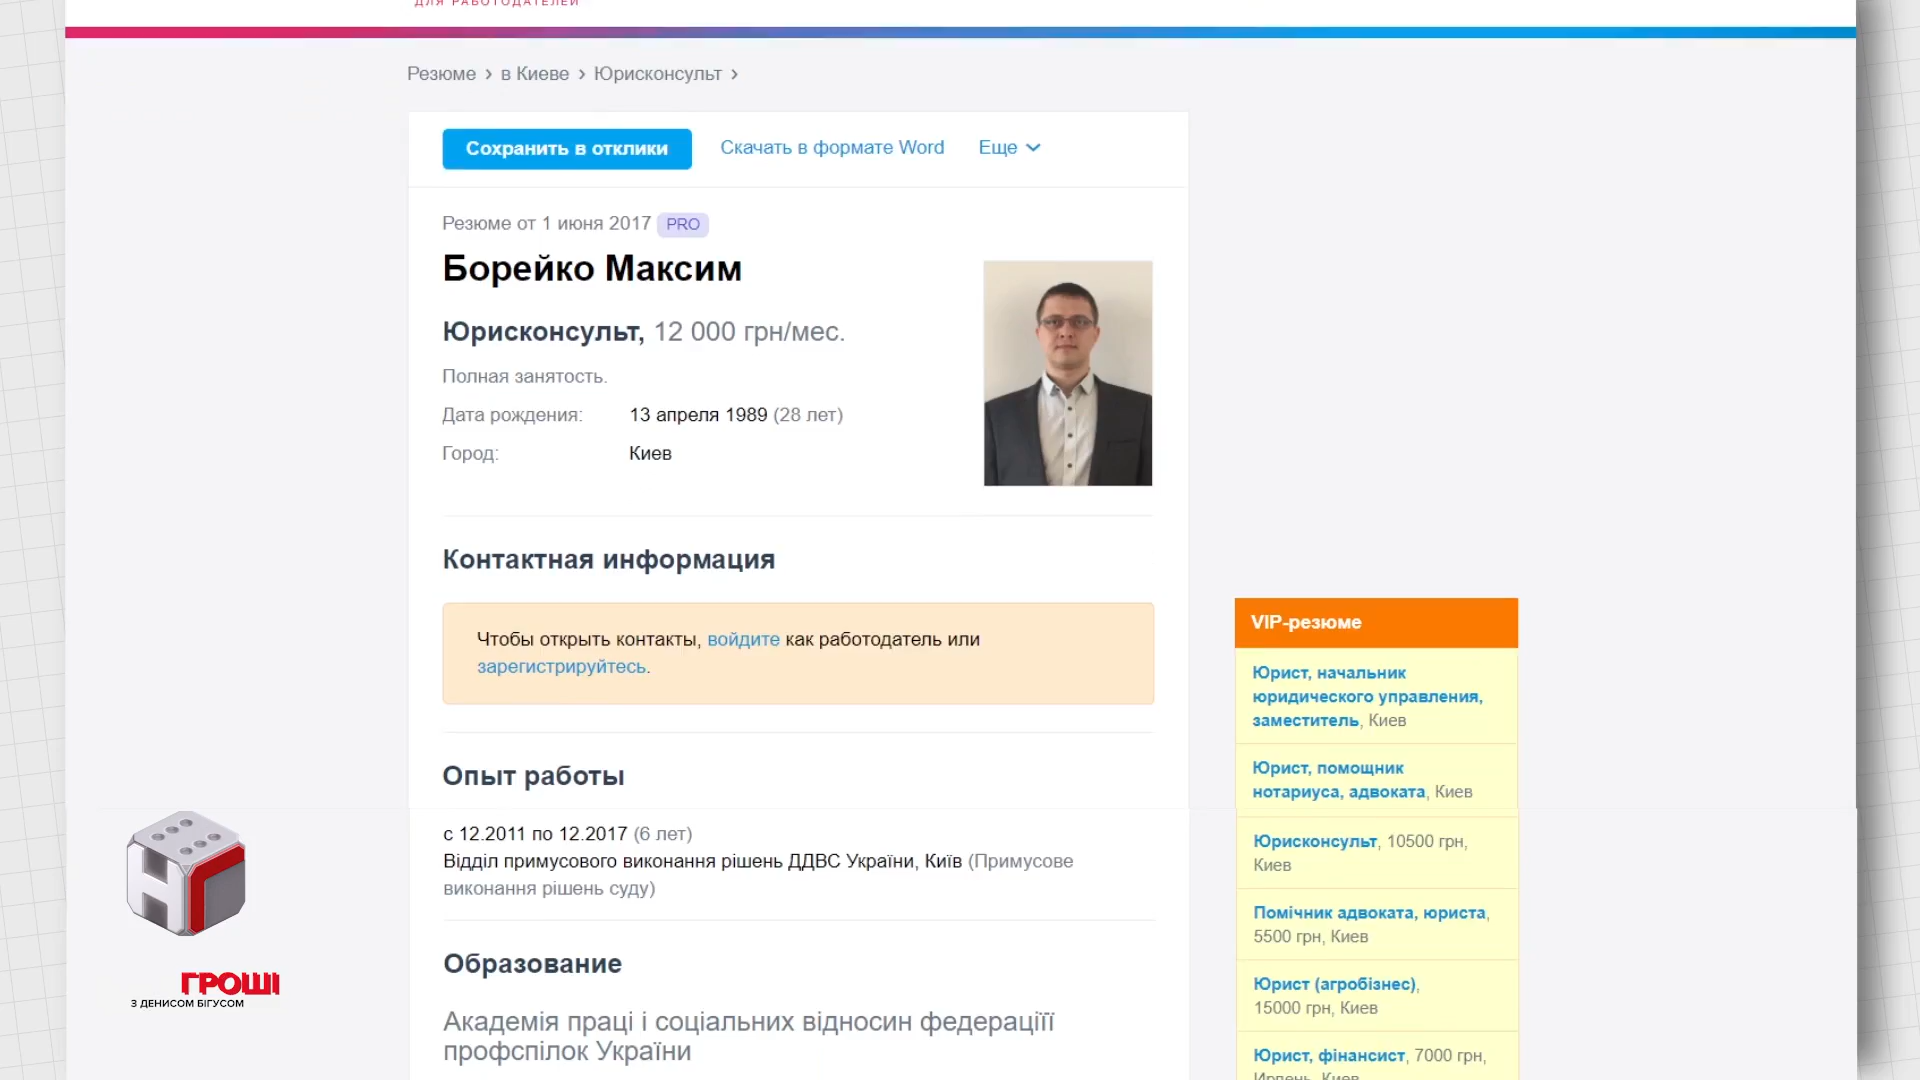 ДЛЯ РАБОТОДАТЕЛЕЙ
Резюме › в Киеве › Юрисконсульт ›
Сохранить в отклики
Скачать в формате Word
Еще
Резюме от 1 июня 2017 PRO
Борейко Максим
Юрисконсульт, 12 000 грн/мес.
Полная занятость.
Дата рождения: 13 апреля 1989 (28 лет)
Город: Киев
Контактная информация
Чтобы открыть контакты, войдите как работодатель или
зарегистрируйтесь.
Опыт работы
с 12.2011 по 12.2017 (6 лет)
Відділ примусового виконання рішень ДДВС України, Київ (Примусове
виконання рішень суду)
Образование
Академія праці і соціальних відносин федераціїї
профспілок України
VIP-резюме
Юрист, начальник
юридического управления,
заместитель, Киев
Юрист, помощник
нотариуса, адвоката, Киев
Юрисконсульт, 10500 грн,
Киев
Помічник адвоката, юриста,
5500 грн, Киев
Юрист (агробізнес),
15000 грн, Киев
Юрист, фінансист, 7000 грн,
Ирпень, Киев
Н
ГРОШІ
З ДЕНИСОМ БІГУСОМ